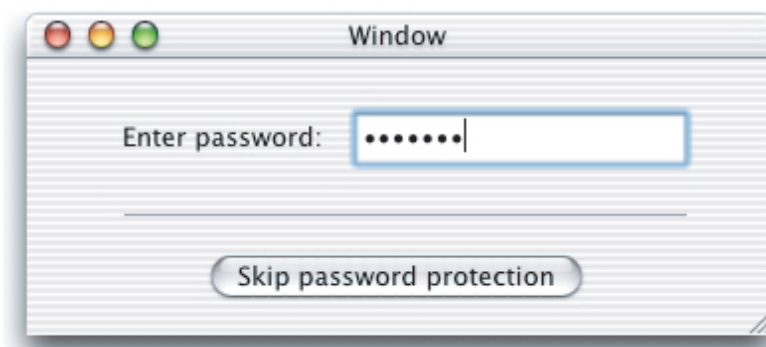 Window
Enter password: •••••••
Skip password protection